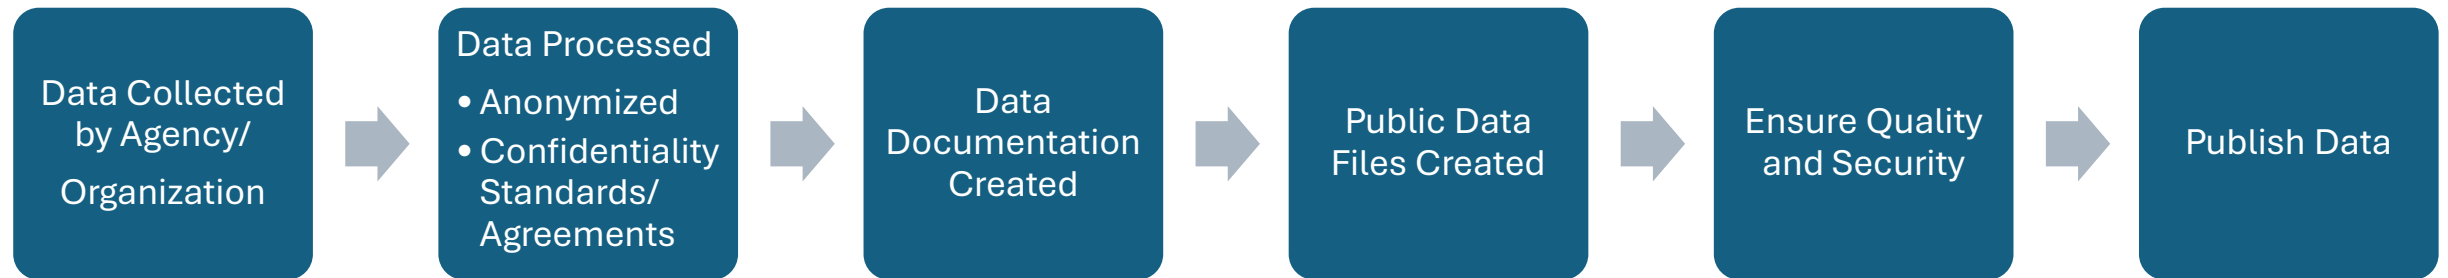 Data Collected
by Agency/
Organization
Data Processed
• Anonymized
• Confidentiality
Standards/
Agreements
Data
Documentation
Created
Public Data
Files Created
Ensure Quality
and Security
Publish Data